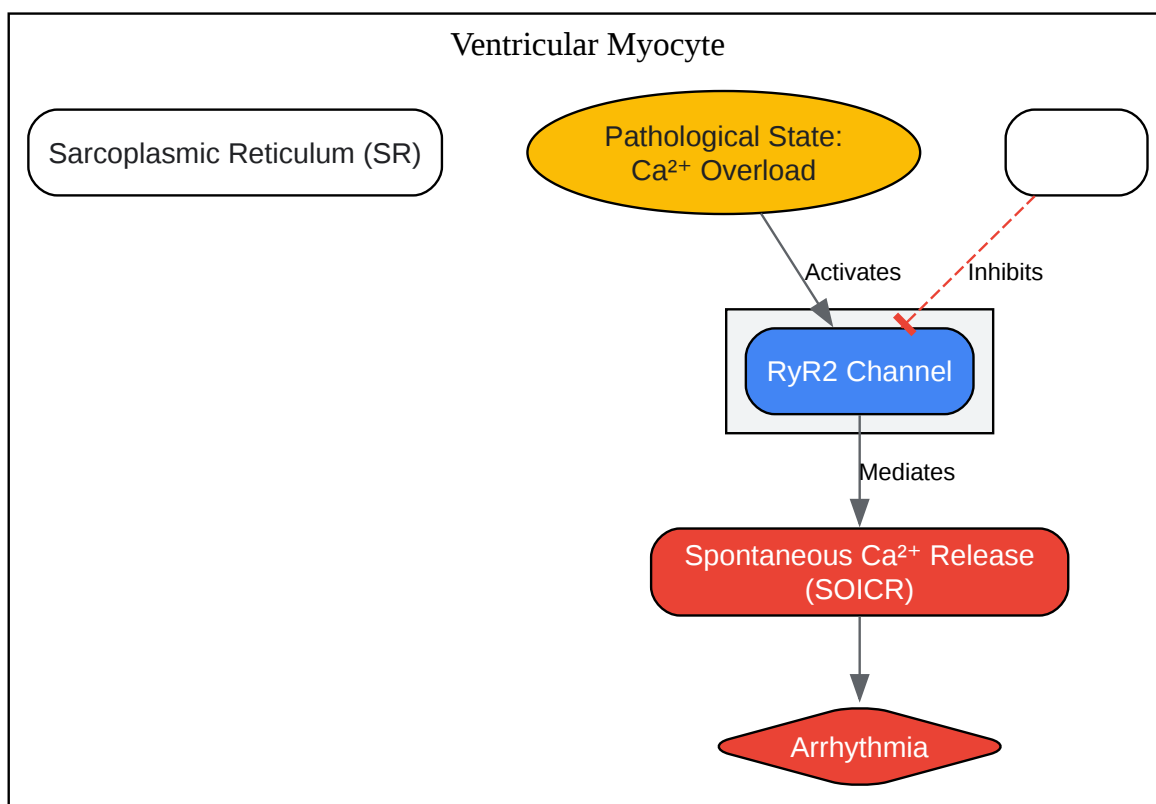 Ventricular Myocyte
Sarcoplasmic Reticulum (SR)
Pathological State:
Ca²⁺ Overload
Activates
Inhibits
RyR2 Channel
Mediates
Spontaneous Ca²⁺ Release
(SOICR)
Arrhythmia